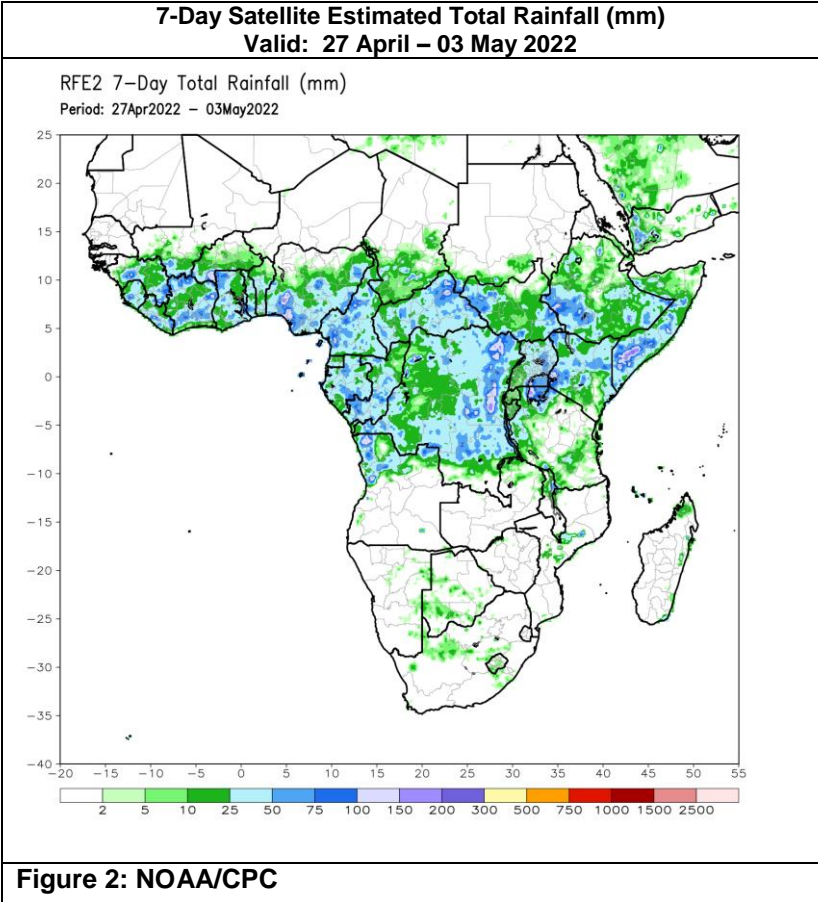 7-Day Satellite Estimated Total Rainfall (mm)
Valid: 27 April – 03 May 2022
RFE2 7-Day Total Rainfall (mm)
Period: 27Apr2022 – 03May2022
25
20
15
10
5
0
-5
-10
-15
-20
-25
-30
-35
-40
-20 -15 -10 -5 0 5 10 15 20 25 30 35 40 45 50 55
2 5 10 25 50 75 100 150 200 300 500 750 1000 1500 2500
Figure 2: NOAA/CPC